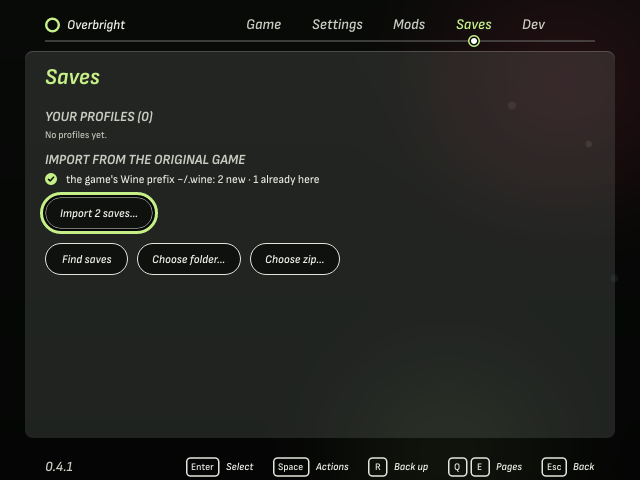 Overbright
Game Settings Mods Saves Dev
Saves
YOUR PROFILES (0)
No profiles yet.
IMPORT FROM THE ORIGINAL GAME
the game's Wine prefix ~/.wine: 2 new · 1 already here
Import 2 saves...
Find saves Choose folder... Choose zip...
0.4.1 Enter Select Space Actions R Back up Q E Pages Esc Back